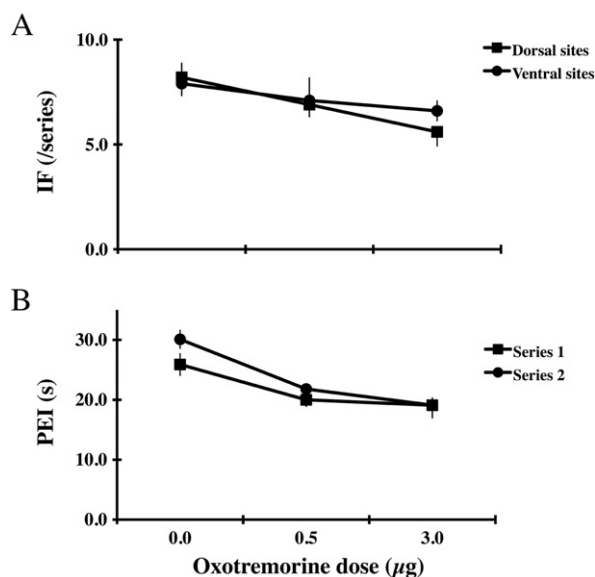 A
10.0
5.0
0.0
IF (/series)
Dorsal sites
Ventral sites
B
30.0
20.0
10.0
0.0
PEI (s)
Series 1
Series 2
0.0 0.5 3.0
Oxotremorine dose (µg)